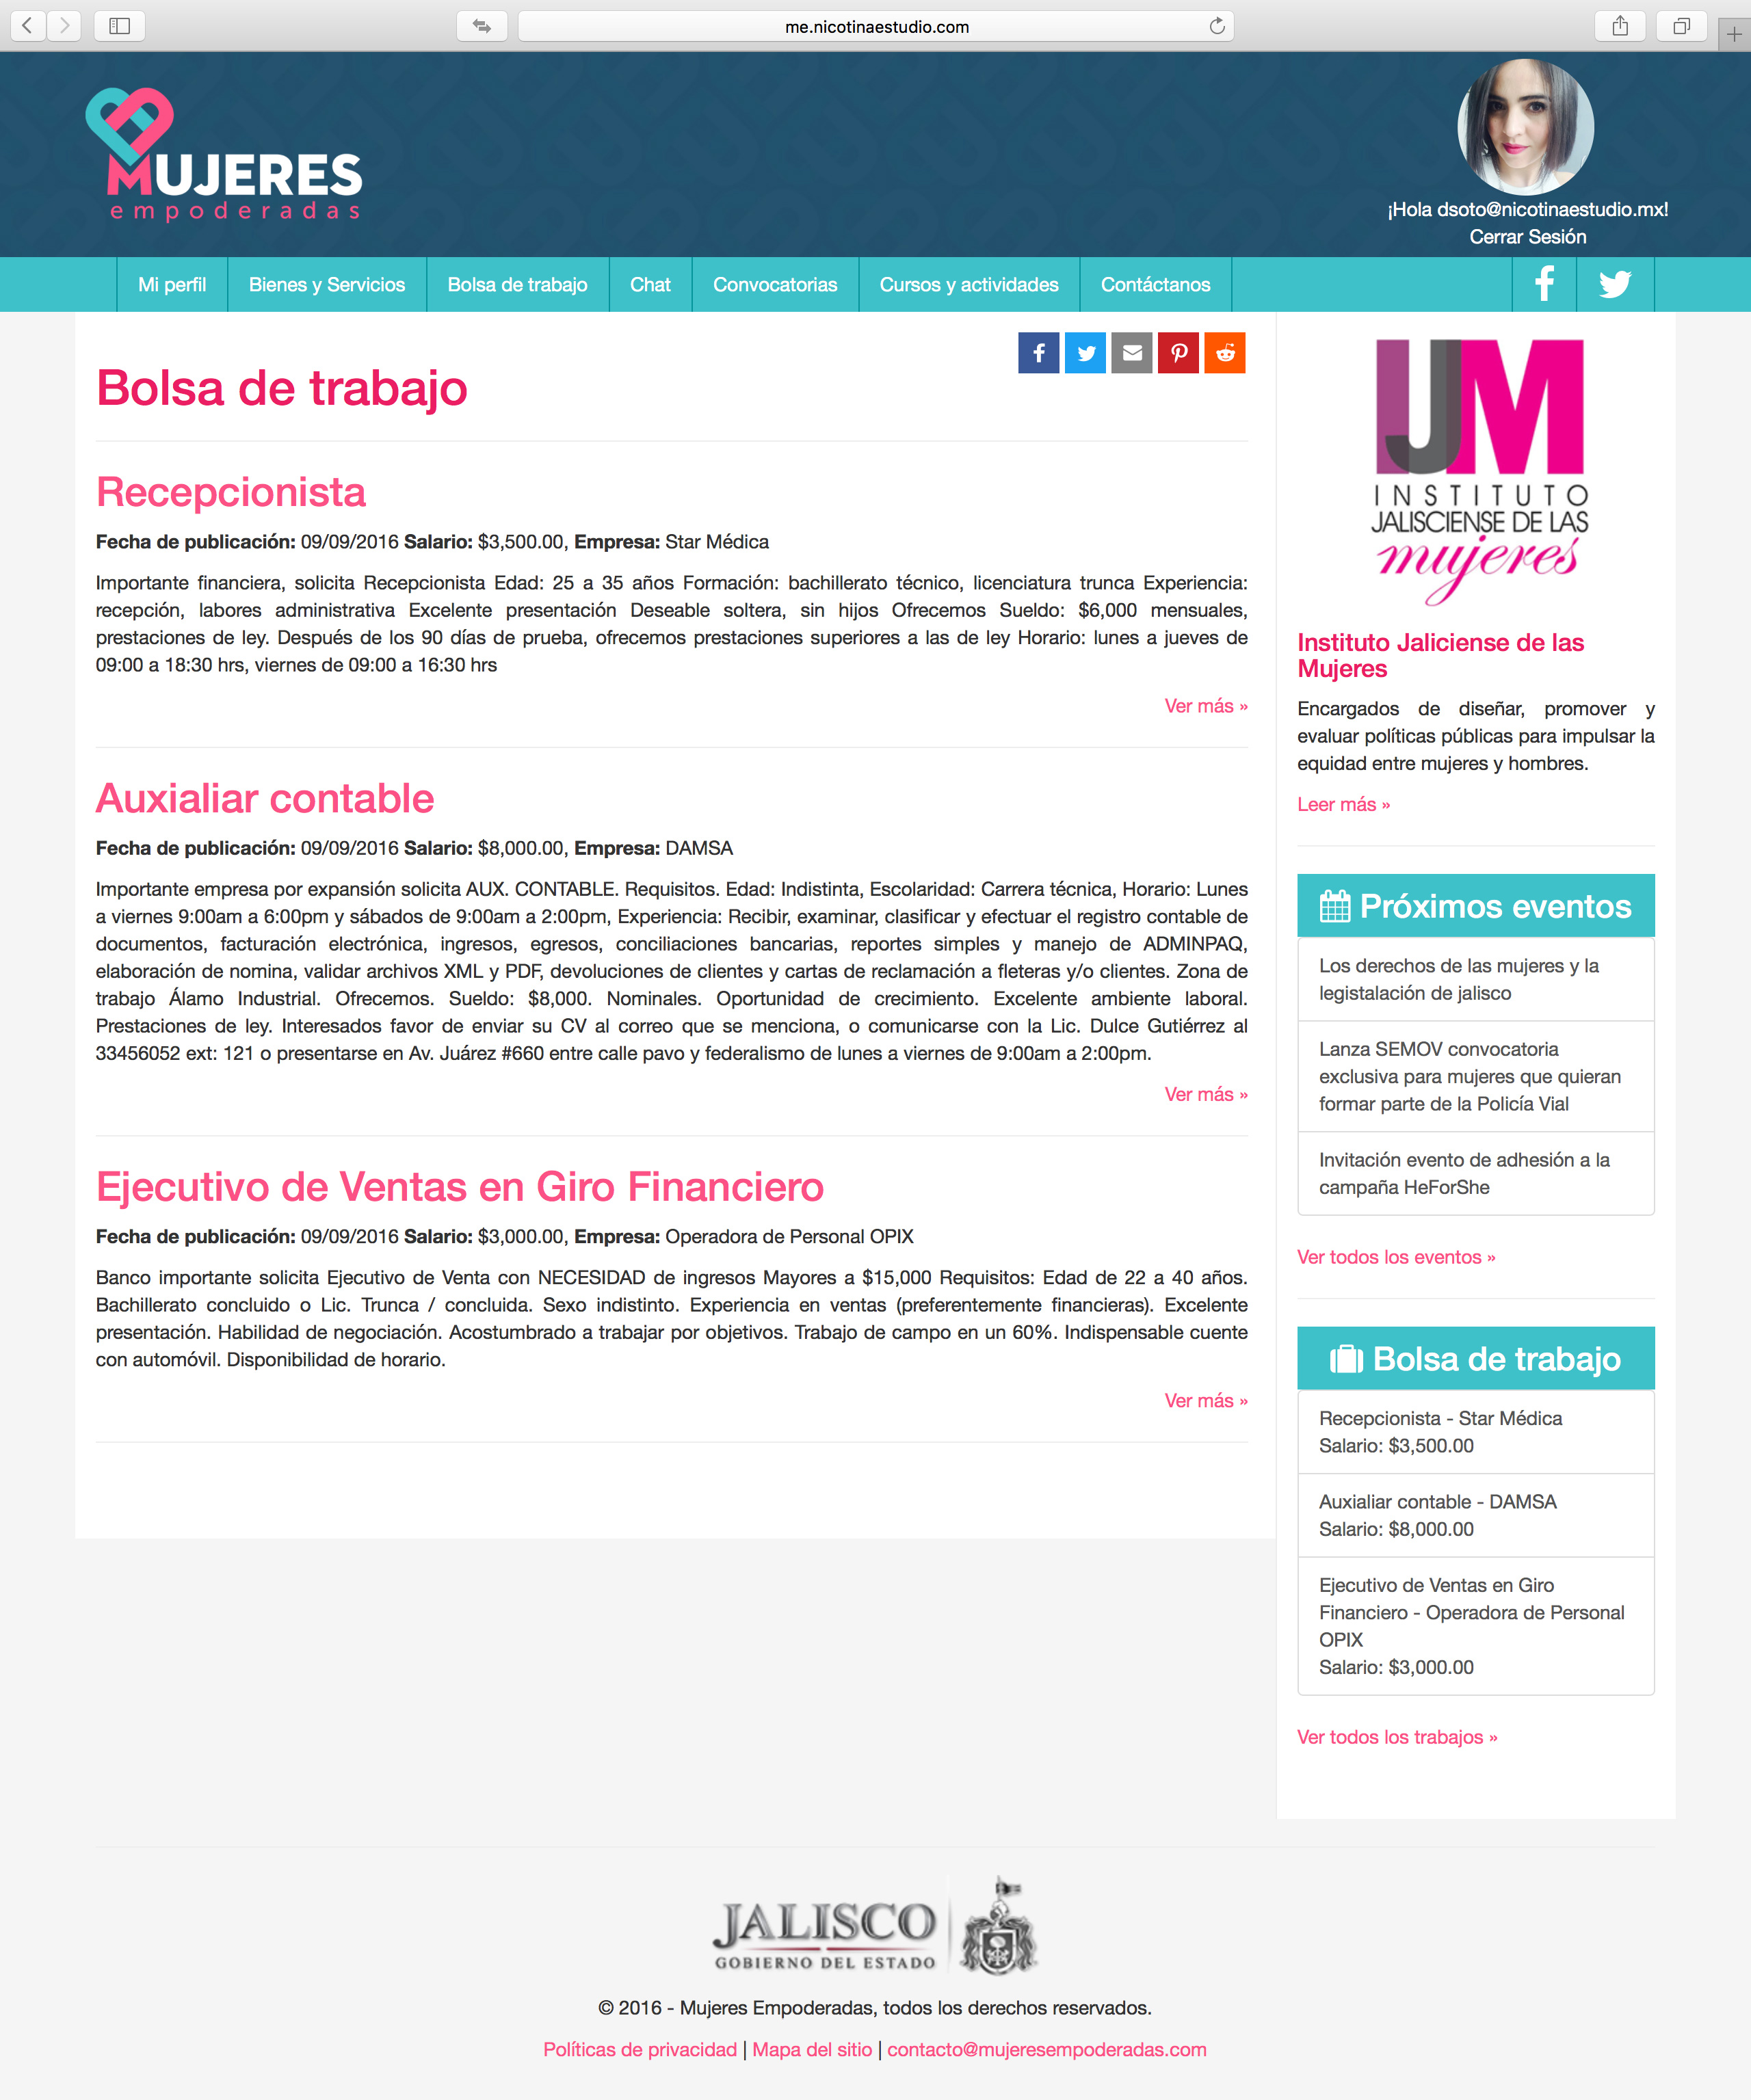 me.nicotinaestudio.com
MUJERES
empoderadas
¡Hola dsoto@nicotinaestudio.mx!
Cerrar Sesión
Mi perfil
Bienes y Servicios
Bolsa de trabajo
Chat
Convocatorias
Cursos y actividades
Contáctanos
Bolsa de trabajo
Recepcionista
Fecha de publicación: 09/09/2016 Salario: $3,500.00, Empresa: Star Médica
Importante financiera, solicita Recepcionista Edad: 25 a 35 años Formación: bachillerato técnico, licenciatura trunca Experiencia:
recepción, labores administrativa Excelente presentación Deseable soltera, sin hijos Ofrecemos Sueldo: $6,000 mensuales,
prestaciones de ley. Después de los 90 días de prueba, ofrecemos prestaciones superiores a las de ley Horario: lunes a jueves de
09:00 a 18:30 hrs, viernes de 09:00 a 16:30 hrs
Ver más »
Auxialiar contable
Fecha de publicación: 09/09/2016 Salario: $8,000.00, Empresa: DAMSA
Importante empresa por expansión solicita AUX. CONTABLE. Requisitos. Edad: Indistinta, Escolaridad: Carrera técnica, Horario: Lunes
a viernes 9:00am a 6:00pm y sábados de 9:00am a 2:00pm, Experiencia: Recibir, examinar, clasificar y efectuar el registro contable de
documentos, facturación electrónica, ingresos, egresos, conciliaciones bancarias, reportes simples y manejo de ADMINPAQ,
elaboración de nomina, validar archivos XML y PDF, devoluciones de clientes y cartas de reclamación a fleteras y/o clientes. Zona de
trabajo Álamo Industrial. Ofrecemos. Sueldo: $8,000. Nominales. Oportunidad de crecimiento. Excelente ambiente laboral.
Prestaciones de ley. Interesados favor de enviar su CV al correo que se menciona, o comunicarse con la Lic. Dulce Gutiérrez al
33456052 ext: 121 o presentarse en Av. Juárez #660 entre calle pavo y federalismo de lunes a viernes de 9:00am a 2:00pm.
Ver más »
Ejecutivo de Ventas en Giro Financiero
Fecha de publicación: 09/09/2016 Salario: $3,000.00, Empresa: Operadora de Personal OPIX
Banco importante solicita Ejecutivo de Venta con NECESIDAD de ingresos Mayores a $15,000 Requisitos: Edad de 22 a 40 años.
Bachillerato concluido o Lic. Trunca / concluida. Sexo indistinto. Experiencia en ventas (preferentemente financieras). Excelente
presentación. Habilidad de negociación. Acostumbrado a trabajar por objetivos. Trabajo de campo en un 60%. Indispensable cuente
con automóvil. Disponibilidad de horario.
Ver más »
IJM
INSTITUTO
JALISCIENSE DE LAS
mujeres
Instituto Jaliciense de las
Mujeres
Encargados de diseñar, promover y
evaluar políticas públicas para impulsar la
equidad entre mujeres y hombres.
Leer más »
Próximos eventos
Los derechos de las mujeres y la
legistalación de jalisco
Lanza SEMOV convocatoria
exclusiva para mujeres que quieran
formar parte de la Policía Vial
Invitación evento de adhesión a la
campaña HeForShe
Ver todos los eventos »
Bolsa de trabajo
Recepcionista - Star Médica
Salario: $3,500.00
Auxialiar contable - DAMSA
Salario: $8,000.00
Ejecutivo de Ventas en Giro
Financiero - Operadora de Personal
OPIX
Salario: $3,000.00
Ver todos los trabajos »
JALISCO
GOBIERNO DEL ESTADO
© 2016 - Mujeres Empoderadas, todos los derechos reservados.
Políticas de privacidad | Mapa del sitio | contacto@mujeresempoderadas.com